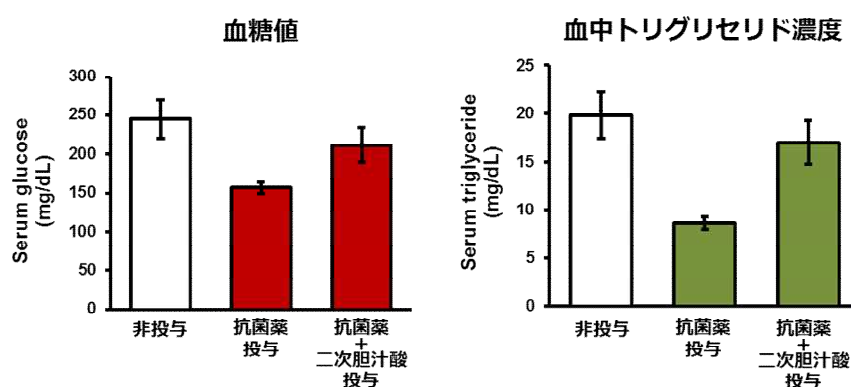 血糖値
Serum glucose
(mg/dL)
300
250
200
150
100
50
0
非投与
抗菌薬
投与
抗菌薬
+
二次胆汁酸
投与
血中トリグリセリド濃度
Serum triglyceride
(mg/dL)
25
20
15
10
5
0
非投与
抗菌薬
投与
抗菌薬
+
二次胆汁酸
投与